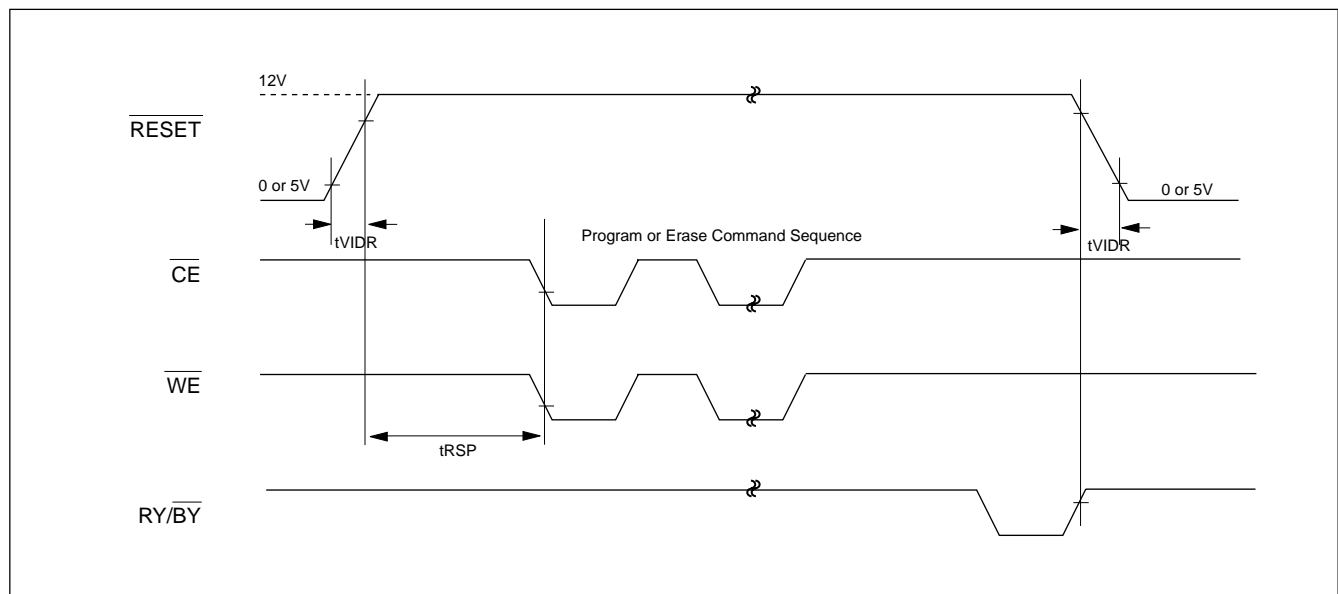 12V
RESET
0 or 5V
0 or 5V
tVIDR
tVIDR
Program or Erase Command Sequence
CE
WE
tRSP
RY/BY